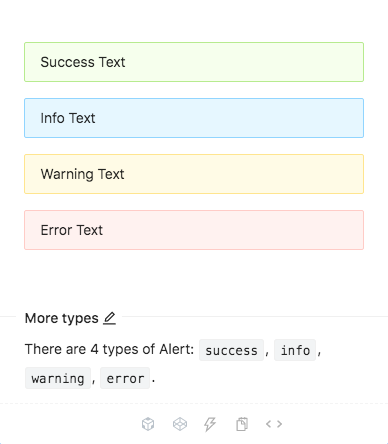 Success Text
Info Text
Warning Text
Error Text
More types
There are 4 types of Alert: success, info,
warning, error.